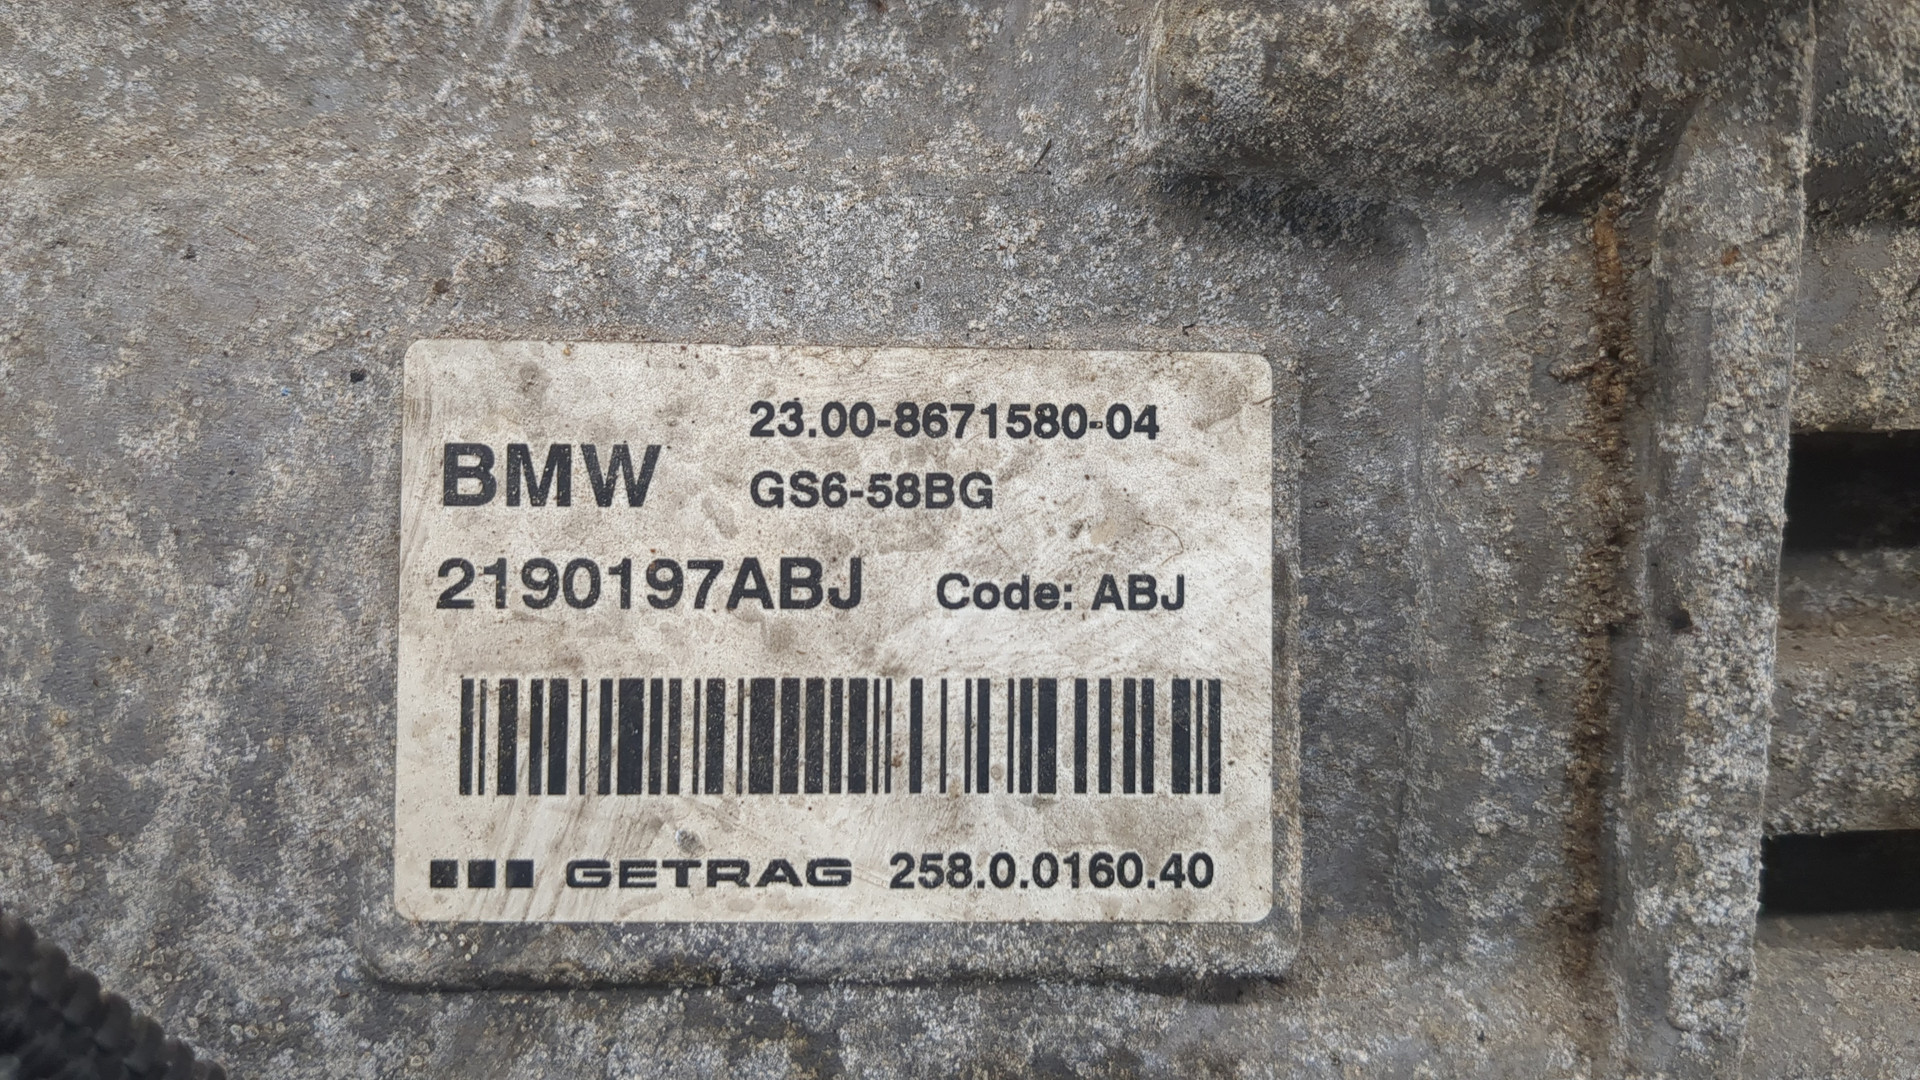 23.00-8671580-04
BMW GS6-58BG
2190197ABJ Code: ABJ
GETRAG 258.0.0160.40